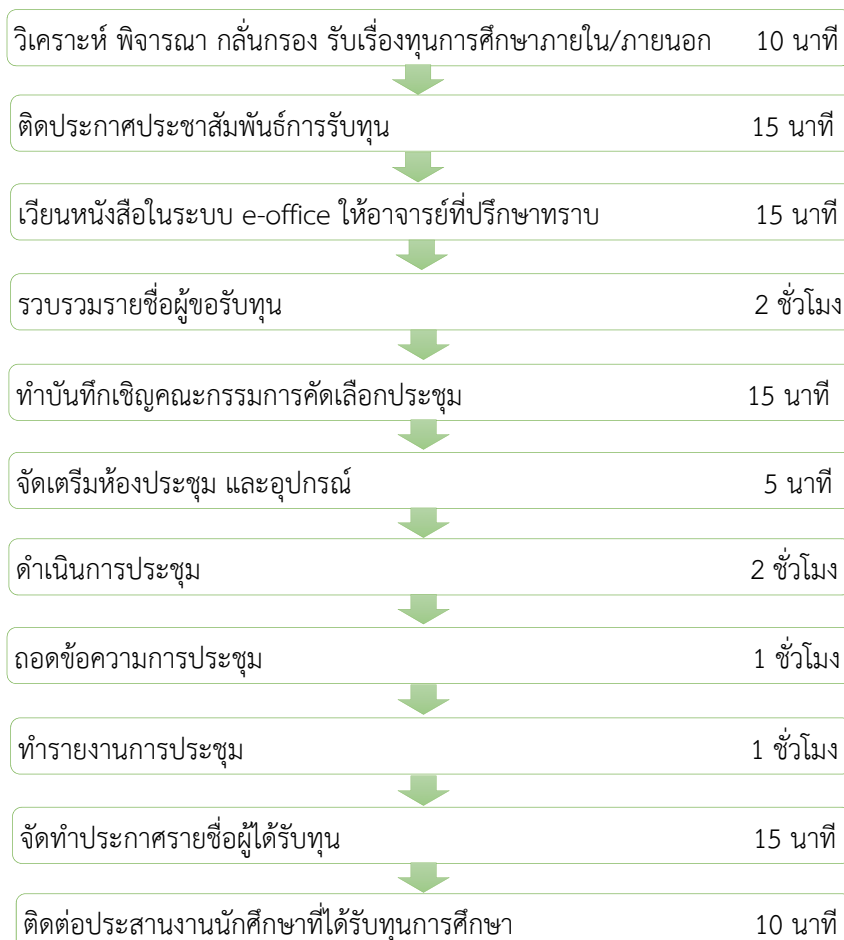 วิเคราะห์ พิจารณา กลั่นกรอง รับเรื่องทุนการศึกษาภายใน/ภายนอก 10 นาที
ติดประกาศประชาสัมพันธ์การรับทุน 15 นาที
เวียนหนังสือในระบบ e-office ให้อาจารย์ที่ปรึกษาทราบ 15 นาที
รวบรวมรายชื่อผู้ขอรับทุน 2 ชั่วโมง
ทำบันทึกเชิญคณะกรรมการคัดเลือกประชุม 15 นาที
จัดเตรีมห้องประชุม และอุปกรณ์ 5 นาที
ดำเนินการประชุม 2 ชั่วโมง
ถอดข้อความการประชุม 1 ชั่วโมง
ทำรายงานการประชุม 1 ชั่วโมง
จัดทำประกาศรายชื่อผู้ได้รับทุน 15 นาที
ติดต่อประสานงานนักศึกษาที่ได้รับทุนการศึกษา 10 นาที